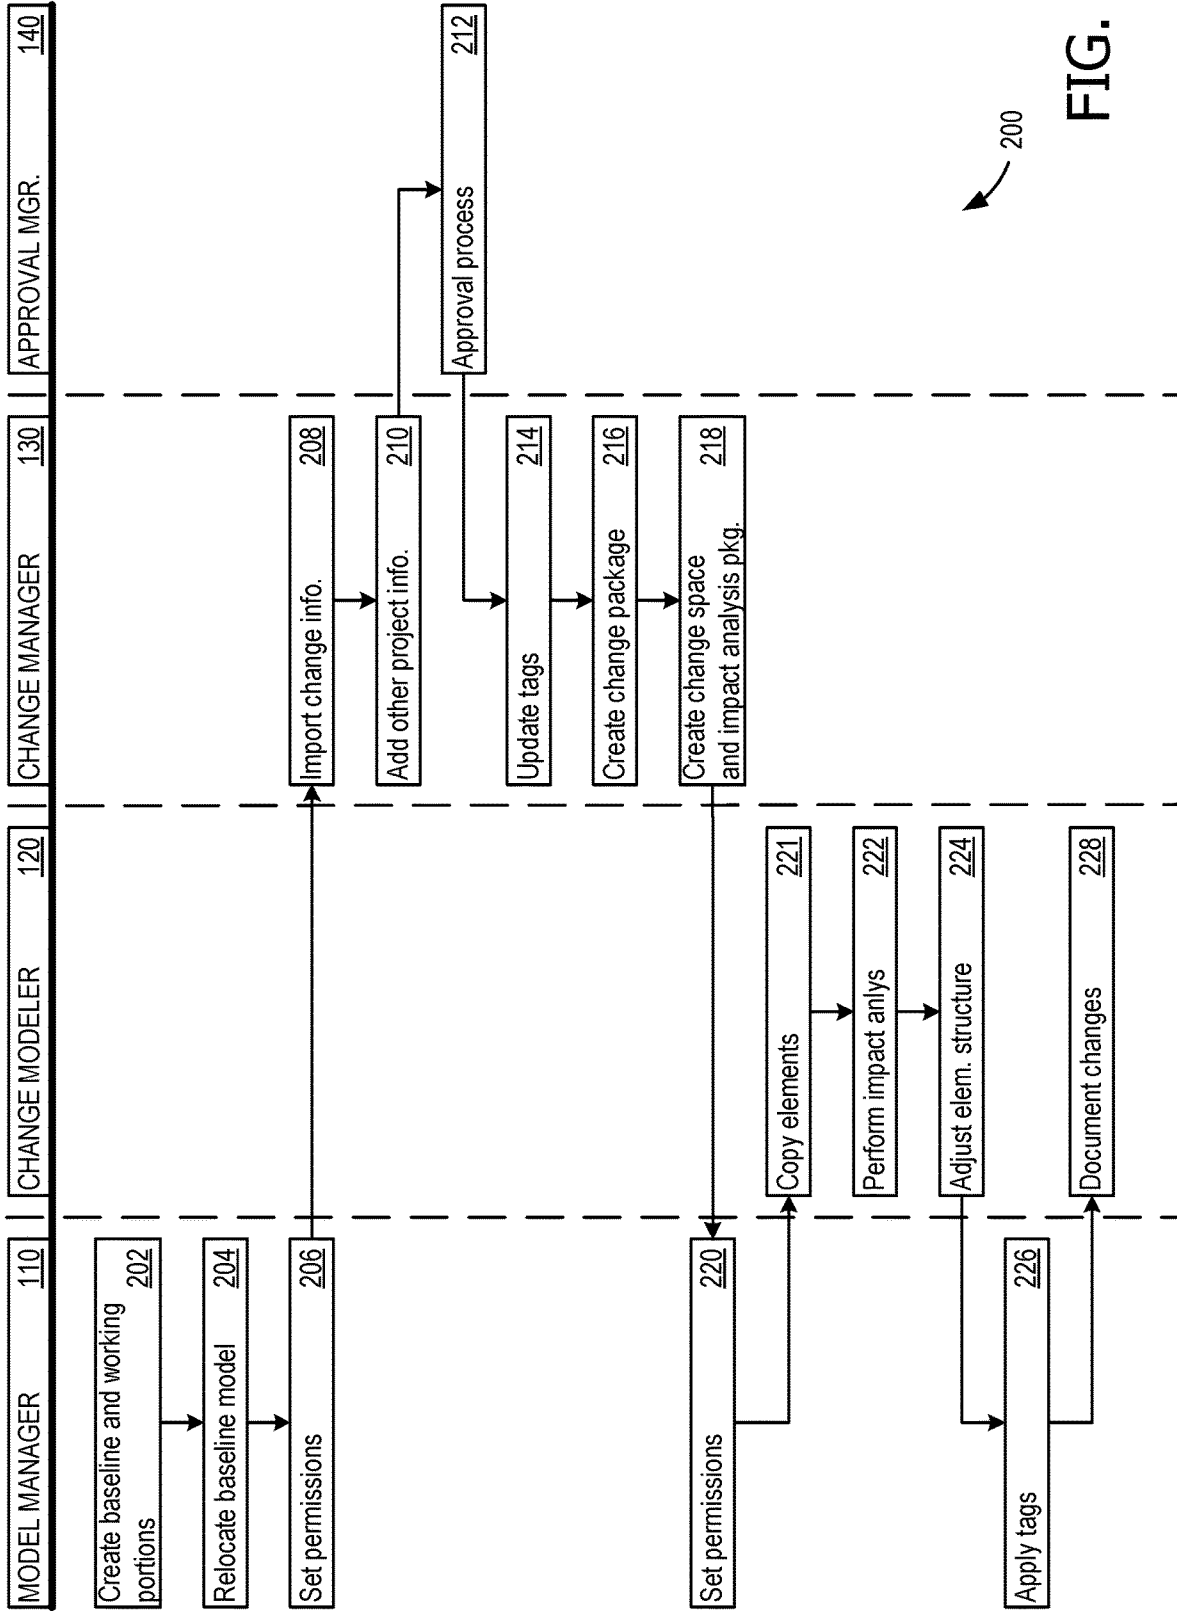 MODEL MANAGER 110
CHANGE MODELER 120
CHANGE MANAGER 130
APPROVAL MGR. 140
Create baseline and working
portions 202
Relocate baseline model 204
Set permissions 206
Import change info. 208
Add other project info. 210
Approval process 212
Update tags 214
Create change package 216
Create change space 218
and impact analysis pkg.
Set permissions 220
Copy elements 221
Perform impact anlys 222
Adjust elem. structure 224
Apply tags 226
Document changes 228
200
FIG.